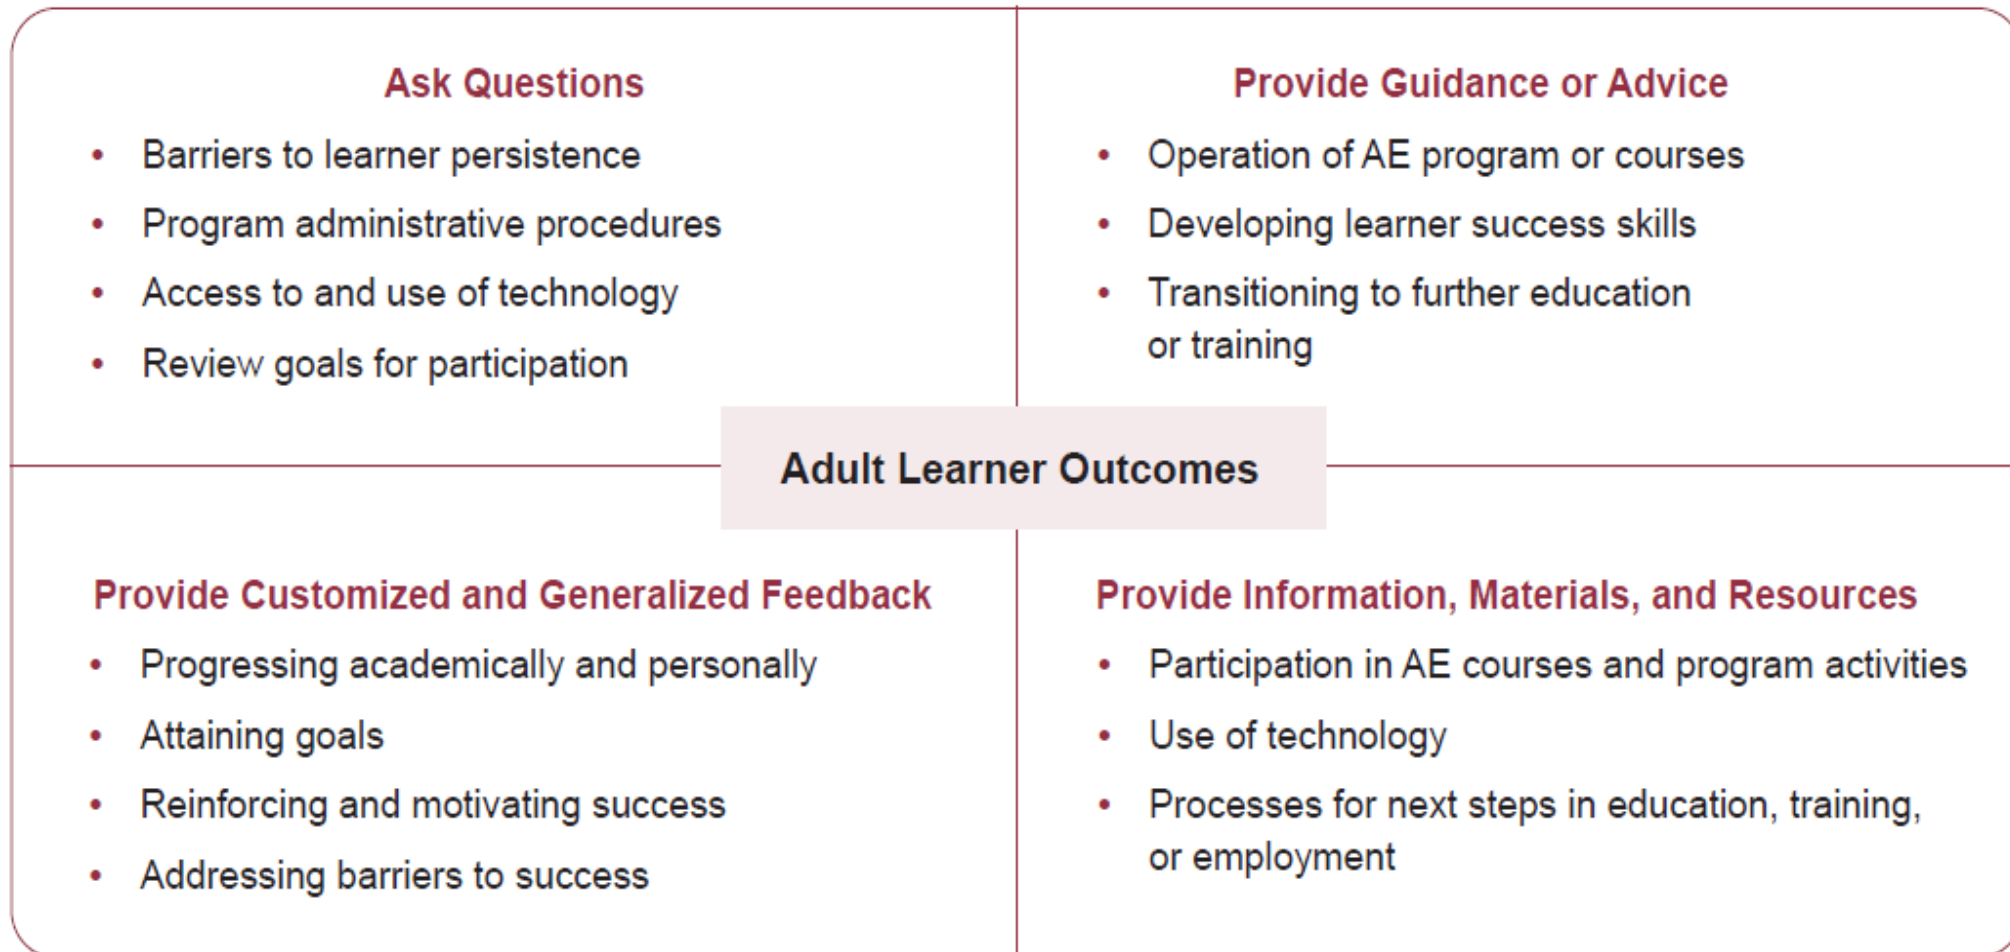 Ask Questions
• Barriers to learner persistence
• Program administrative procedures
• Access to and use of technology
• Review goals for participation
Provide Guidance or Advice
• Operation of AE program or courses
• Developing learner success skills
• Transitioning to further education
or training
Adult Learner Outcomes
Provide Customized and Generalized Feedback
• Progressing academically and personally
• Attaining goals
• Reinforcing and motivating success
• Addressing barriers to success
Provide Information, Materials, and Resources
• Participation in AE courses and program activities
• Use of technology
• Processes for next steps in education, training,
or employment